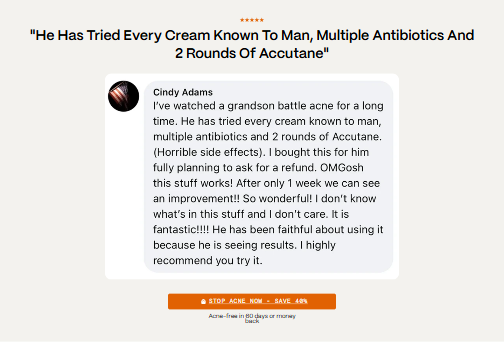 "He Has Tried Every Cream Known To Man, Multiple Antibiotics And
2 Rounds Of Accutane"
Cindy Adams
I've watched a grandson battle acne for a long
time. He has tried every cream known to man,
multiple antibiotics and 2 rounds of Accutane.
(Horrible side effects). I bought this for him
fully planning to ask for a refund. OMGosh
this stuff works! After only 1 week we can see
an improvement!! So wonderful! I don't know
what's in this stuff and I don't care. It is
fantastic!!!! He has been faithful about using it
because he is seeing results. I highly
recommend you try it.
STOP ACNE NOW - SAVE 40%
Acne-free in 60 days or money
back